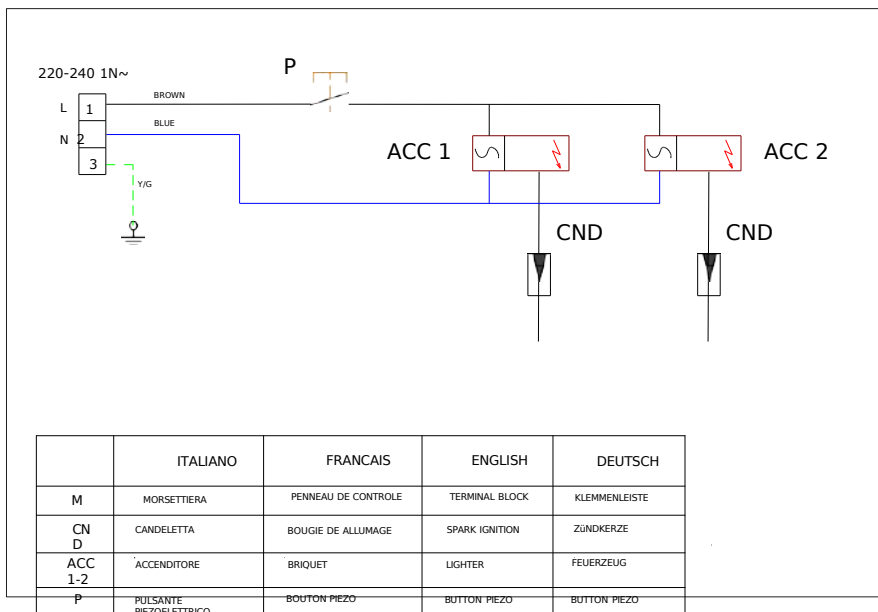 P
220-240 1N~
L 1 BROWN
N 2 BLUE
3
Y/G
ACC 1
ACC 2
CND
CND
ITALIANO FRANCAIS ENGLISH DEUTSCH
M MORSETTIERA PENNEAU DE CONTROLE TERMINAL BLOCK KLEMMENLEISTE
CN
D CANDELETTA BOUGIE DE ALLUMAGE SPARK IGNITION ZüNDKERZE
ACC
1-2 ACCENDITORE BRIQUET LIGHTER FEUERZEUG
P PULSANTE
PIEZOELETTRICO BOUTON PIEZO BUTTON PIEZO BUTTON PIEZO